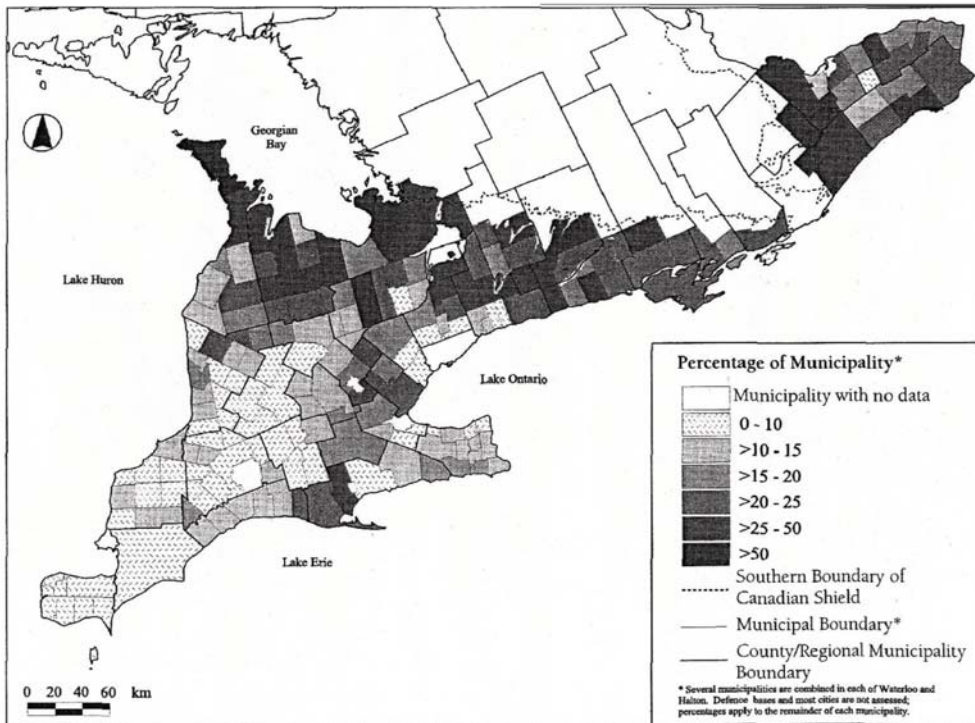 Georgian
Bay
Lake Huron
Lake Ontario
Lake Erie
0 20 40 60 80
km
Percentage of Municipality*
Municipality with no data
0 - 10
>10 - 15
>15 - 20
>20 - 25
>25 - 50
>50
Southern Boundary of
Canadian Shield
Municipal Boundary*
County/Regional Municipality
Boundary
* Several municipalities are combined in each of Waterloo and
Halton. Defence bases and most cities are not assessed;
percentages apply to the remainder of each municipality.